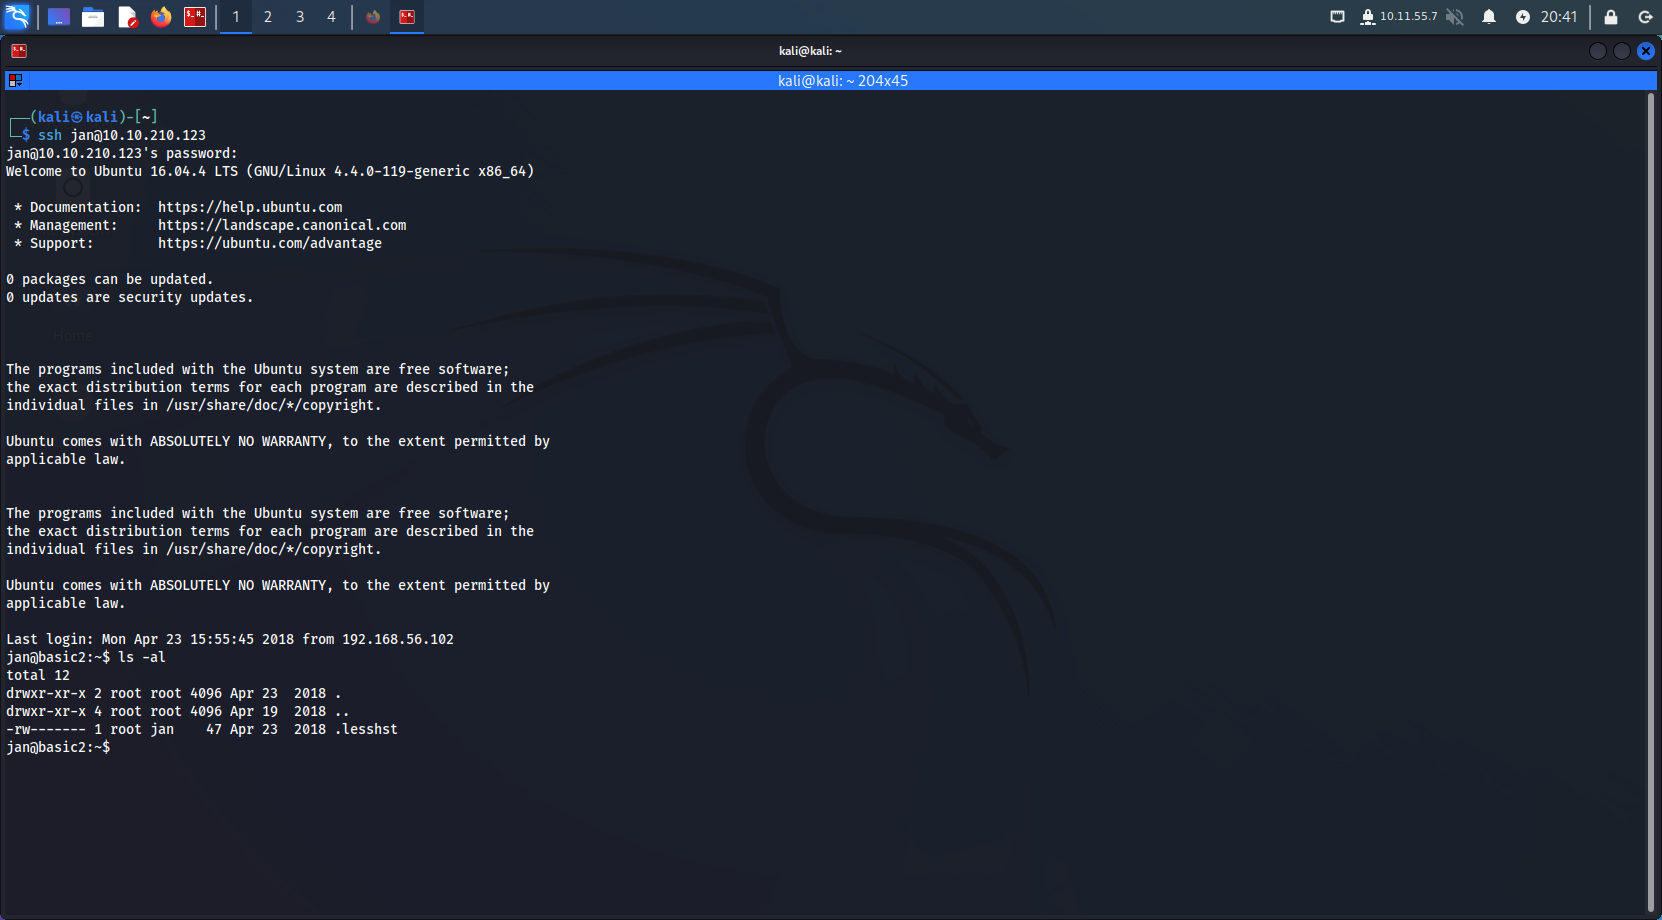 1 2 3 4
10.11.55.7
20:41
kali@kali: ~
kali@kali: ~ 204x45
┌──(kali㉿kali)-[~]
└─$ ssh jan@10.10.210.123
jan@10.10.210.123's password:
Welcome to Ubuntu 16.04.4 LTS (GNU/Linux 4.4.0-119-generic x86_64)
 * Documentation:  https://help.ubuntu.com
 * Management:     https://landscape.canonical.com
 * Support:        https://ubuntu.com/advantage
0 packages can be updated.
0 updates are security updates.
Home
The programs included with the Ubuntu system are free software;
the exact distribution terms for each program are described in the
individual files in /usr/share/doc/*/copyright.
Ubuntu comes with ABSOLUTELY NO WARRANTY, to the extent permitted by
applicable law.
The programs included with the Ubuntu system are free software;
the exact distribution terms for each program are described in the
individual files in /usr/share/doc/*/copyright.
Ubuntu comes with ABSOLUTELY NO WARRANTY, to the extent permitted by
applicable law.
Last login: Mon Apr 23 15:55:45 2018 from 192.168.56.102
jan@basic2:~$ ls -al
total 12
drwxr-xr-x 2 root root 4096 Apr 23  2018 .
drwxr-xr-x 4 root root 4096 Apr 19  2018 ..
-rw------- 1 root jan    47 Apr 23  2018 .lesshst
jan@basic2:~$